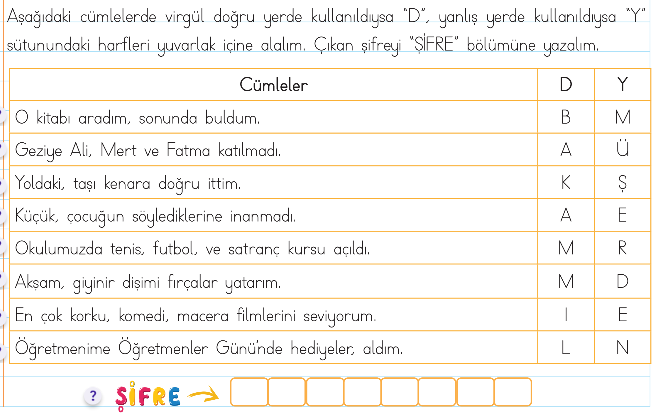 Aşağıdaki cümlelerde virgül doğru yerde kullanıldıysa "D", yanlış yerde kullanıldıysa "Y"
sütunundaki harfleri yuvarlak içine alalım. Çıkan şifreyi "ŞİFRE" bölümüne yazalım.
Cümleler D Y
O kitabı aradım, sonunda buldum. B M
Geziye Ali, Mert ve Fatma katılmadı. A Ü
Yoldaki, taşı kenara doğru ittim. K Ş
Küçük, çocuğun söylediklerine inanmadı. A E
Okulumuzda tenis, futbol, ve satranç kursu açıldı. M R
Akşam, giyinir dişimi fırçalar yatarım. M D
En çok korku, komedi, macera filmlerini seviyorum. I E
Öğretmenime Öğretmenler Günü'nde hediyeler, aldım. L N
? ŞİFRE